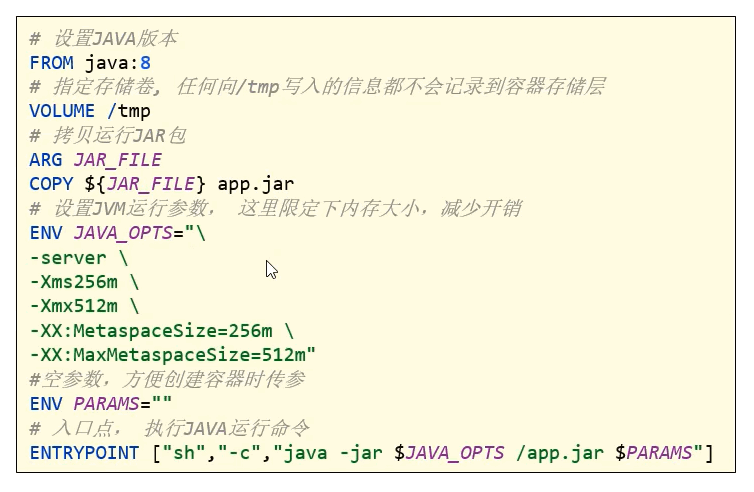 # 设置JAVA版本
FROM java:8
# 指定存储卷, 任何向/tmp写入的信息都不会记录到容器存储层
VOLUME /tmp
# 拷贝运行JAR包
ARG JAR_FILE
COPY ${JAR_FILE} app.jar
# 设置JVM运行参数， 这里限定下内存大小，减少开销
ENV JAVA_OPTS="\
-server \
-Xms256m \
-Xmx512m \
-XX:MetaspaceSize=256m \
-XX:MaxMetaspaceSize=512m"
#空参数，方便创建容器时传参
ENV PARAMS=""
# 入口点， 执行JAVA运行命令
ENTRYPOINT ["sh","-c","java -jar $JAVA_OPTS /app.jar $PARAMS"]